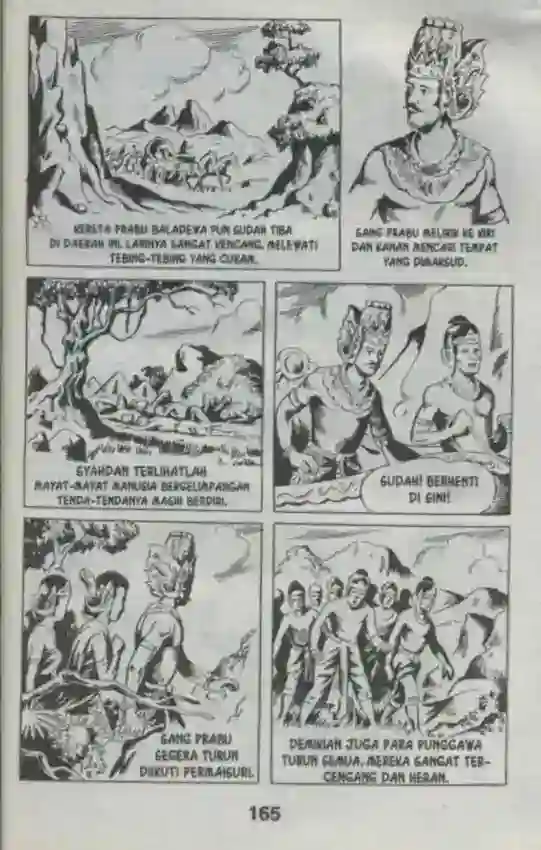 KERETA PRABU BALADEWA PUN SUDAH TIBA
DI DAERAH INI. LARINYA SANGAT KENCANG, MELEWATI
TEBING-TEBING YANG CURAM.
SANG PRABU MELIRIK KE KIRI
DAN KANAN MENCARI TEMPAT
YANG DIMAKSUD.
SYAHDAN TERLIHATLAH
MAYAT-MAYAT MANUSIA BERGELIMPANGAN
TENDA-TENDANYA MASIH BERDIRI.
SUDAH! BERHENTI
DI SINI!
SANG PRABU
SEGERA TURUN
DIIKUTI PERMAISURI.
DEMIKIAN JUGA PARA PUNGGAWA
TURUN SEMUA. MEREKA SANGAT TER-
CENGANG DAN HERAN.
165